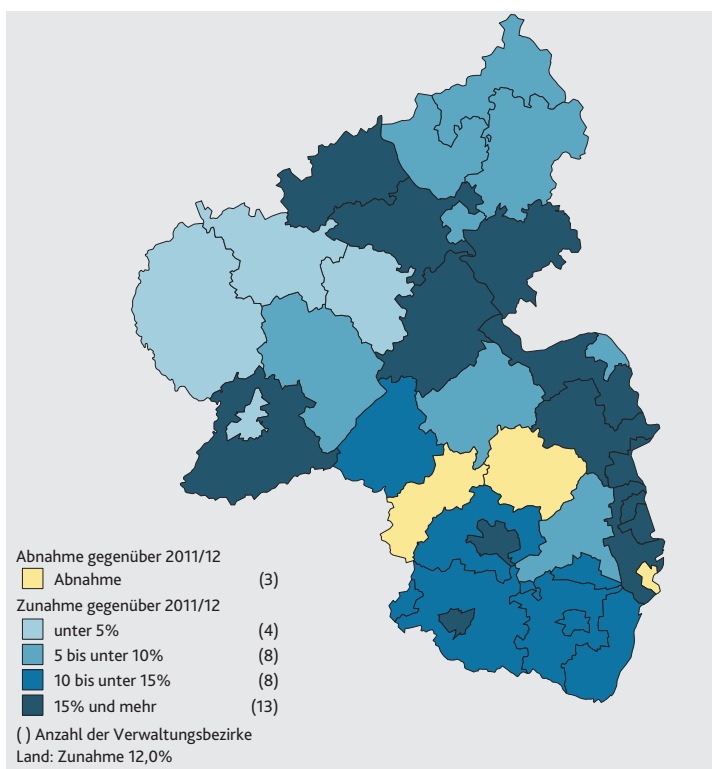 Abnahme gegenüber 2011/12
Abnahme (3)
Zunahme gegenüber 2011/12
unter 5% (4)
5 bis unter 10% (8)
10 bis unter 15% (8)
15% und mehr (13)
( ) Anzahl der Verwaltungsbezirke
Land: Zunahme 12,0%